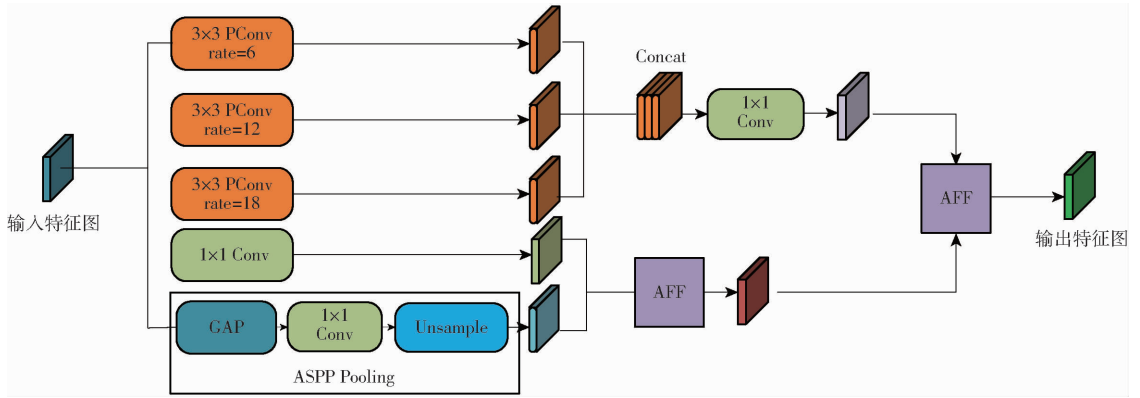 3×3 PConv
rate=6
3×3 PConv
rate=12
3×3 PConv
rate=18
1×1 Conv
GAP
1×1
Conv
Unsample
ASPP Pooling
输入特征图
Concat
1×1
Conv
AFF
AFF
输出特征图